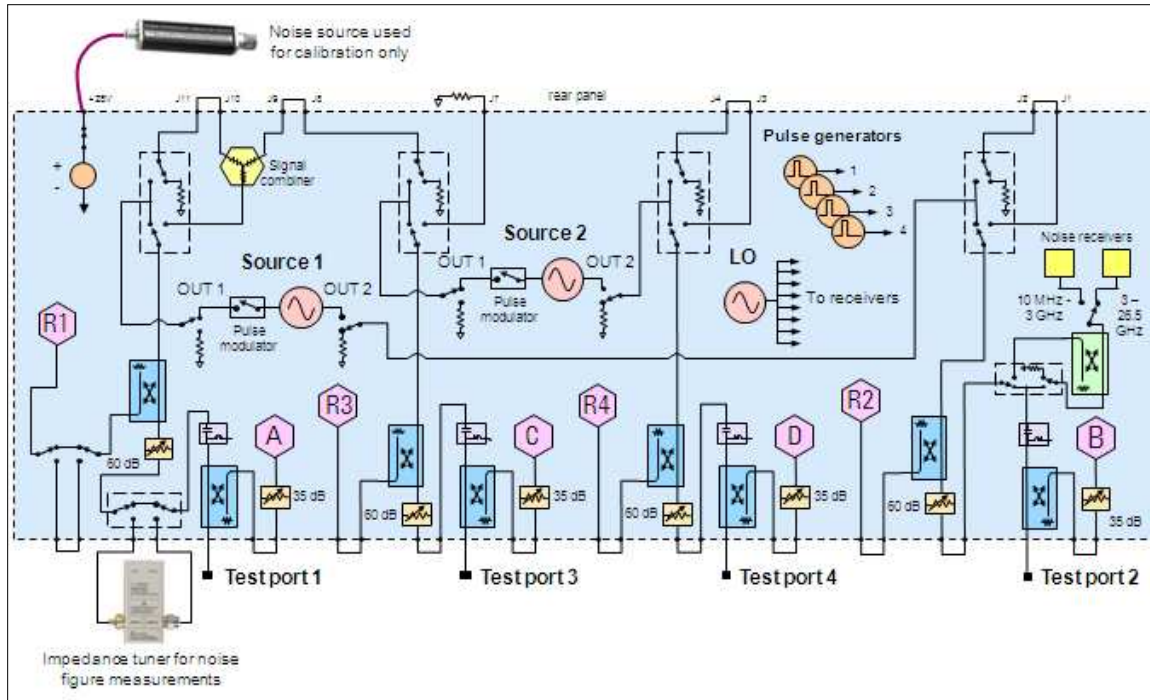 Noise source used
for calibration only
+28V
J11
J10
J9
J8
J7
rear panel
J4
J3
J2
J1
+
-
Signal
combiner
Pulse generators
1
2
3
4
Source 1
OUT 1
OUT 2
Pulse
modulator
Source 2
OUT 1
OUT 2
Pulse
modulator
LO
To receivers
Noise receivers
10 MHz -
3 GHz
3 –
26.5
GHz
R1
60 dB
A
35 dB
R3
60 dB
C
35 dB
R4
60 dB
D
35 dB
R2
60 dB
B
35 dB
Test port 1
Test port 3
Test port 4
Test port 2
Impedance tuner for noise
figure measurements